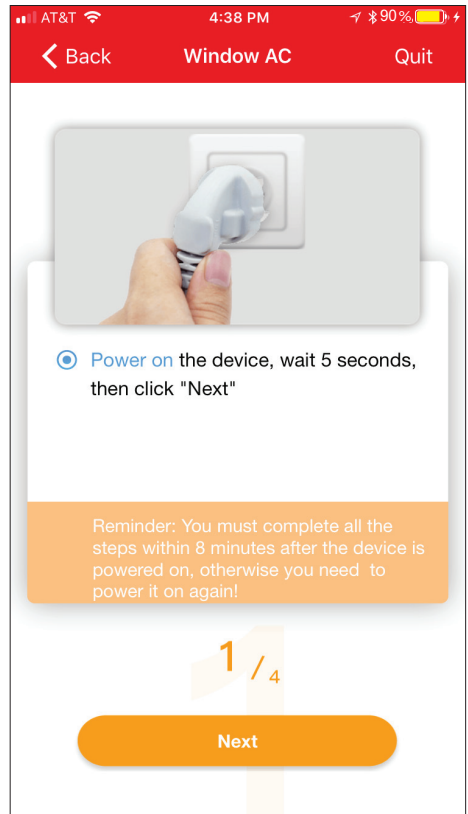 AT&T 4:38 PM 90%
Back Window AC Quit
Power on the device, wait 5 seconds,
then click "Next"
Reminder: You must complete all the
steps within 8 minutes after the device is
powered on, otherwise you need to
power it on again!
1 / 4
Next